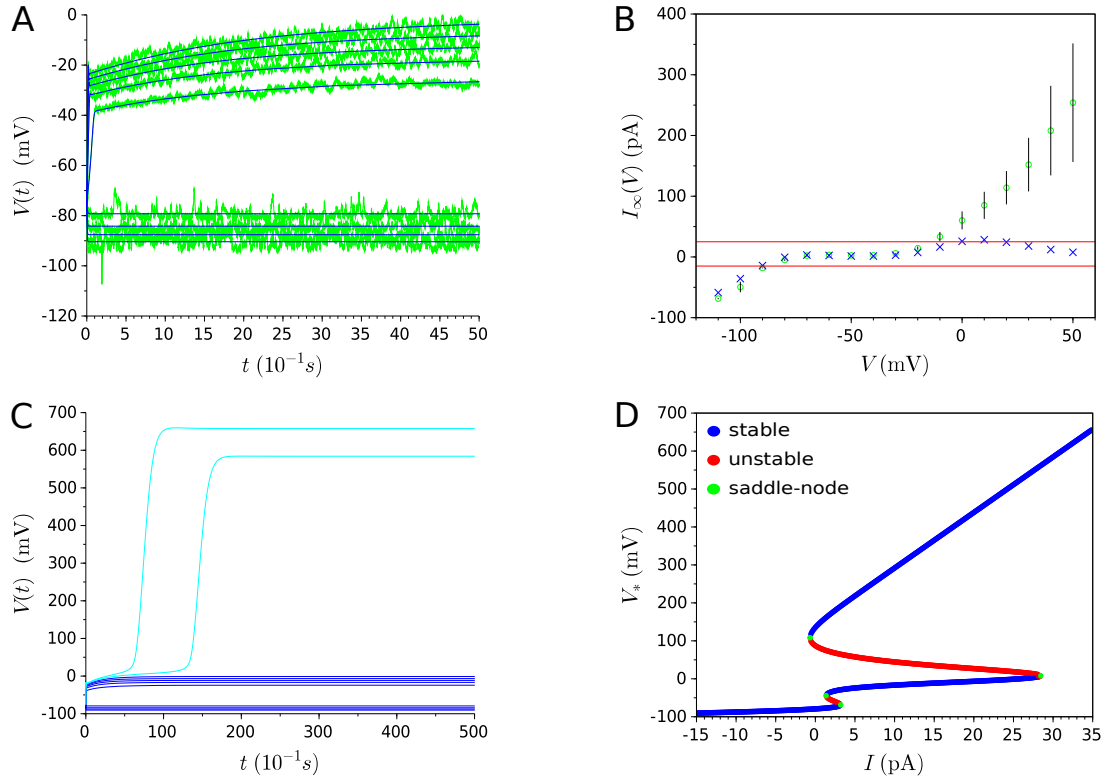 A
0
-20
-40
-60
-80
-100
-120
V(t) (mV)
0 5 10 15 20 25 30 35 40 45 50
t (10⁻¹s)
B
400
300
200
100
0
-100
I∞(V) (pA)
-100 -50 0 50
V (mV)
C
700
600
500
400
300
200
100
0
-100
V(t) (mV)
0 100 200 300 400 500
t (10⁻¹s)
D
stable
unstable
saddle-node
700
600
500
400
300
200
100
0
-100
V* (mV)
-15 -10 -5 0 5 10 15 20 25 30 35
I (pA)